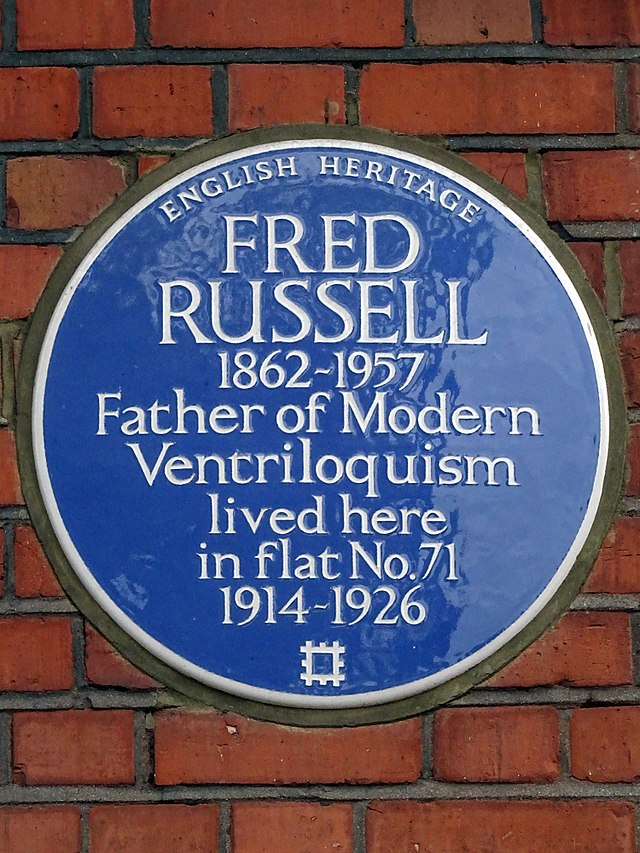 ENGLISH HERITAGE
FRED
RUSSELL
1862-1957
Father of Modern
Ventriloquism
lived here
in flat No.71
1914-1926